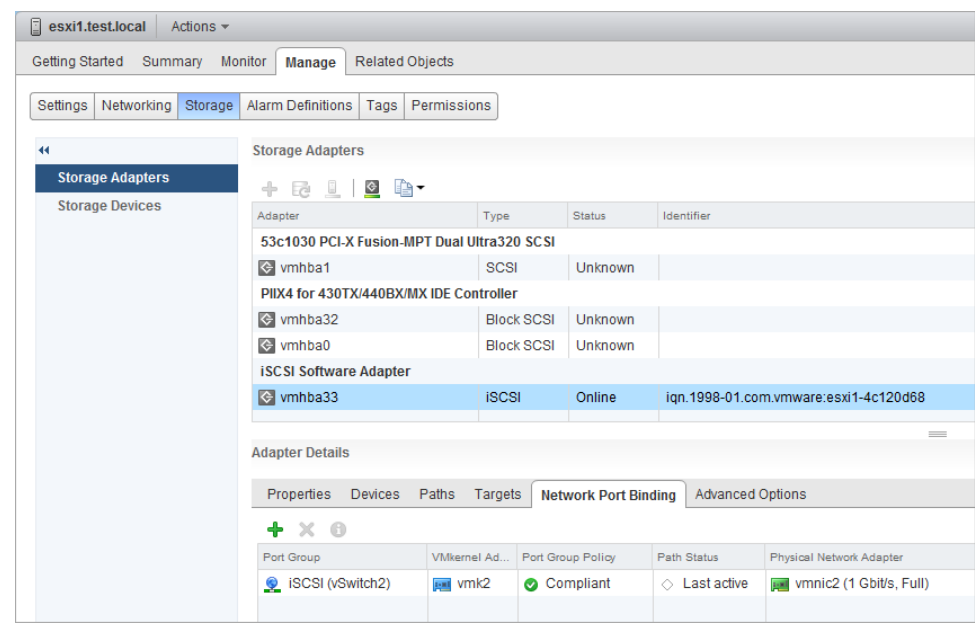 esxi1.test.local Actions
Getting Started Summary Monitor Manage Related Objects
Settings Networking Storage Alarm Definitions Tags Permissions
Storage Adapters
Storage Devices
Storage Adapters
Adapter Type Status Identifier
53c1030 PCI-X Fusion-MPT Dual Ultra320 SCSI
vmhba1 SCSI Unknown
PIIX4 for 430TX/440BX/MX IDE Controller
vmhba32 Block SCSI Unknown
vmhba0 Block SCSI Unknown
iSCSI Software Adapter
vmhba33 iSCSI Online iqn.1998-01.com.vmware:esxi1-4c120d68
Adapter Details
Properties Devices Paths Targets Network Port Binding Advanced Options
Port Group VMkernel Ad... Port Group Policy Path Status Physical Network Adapter
iSCSI (vSwitch2) vmk2 Compliant Last active vmnic2 (1 Gbit/s, Full)